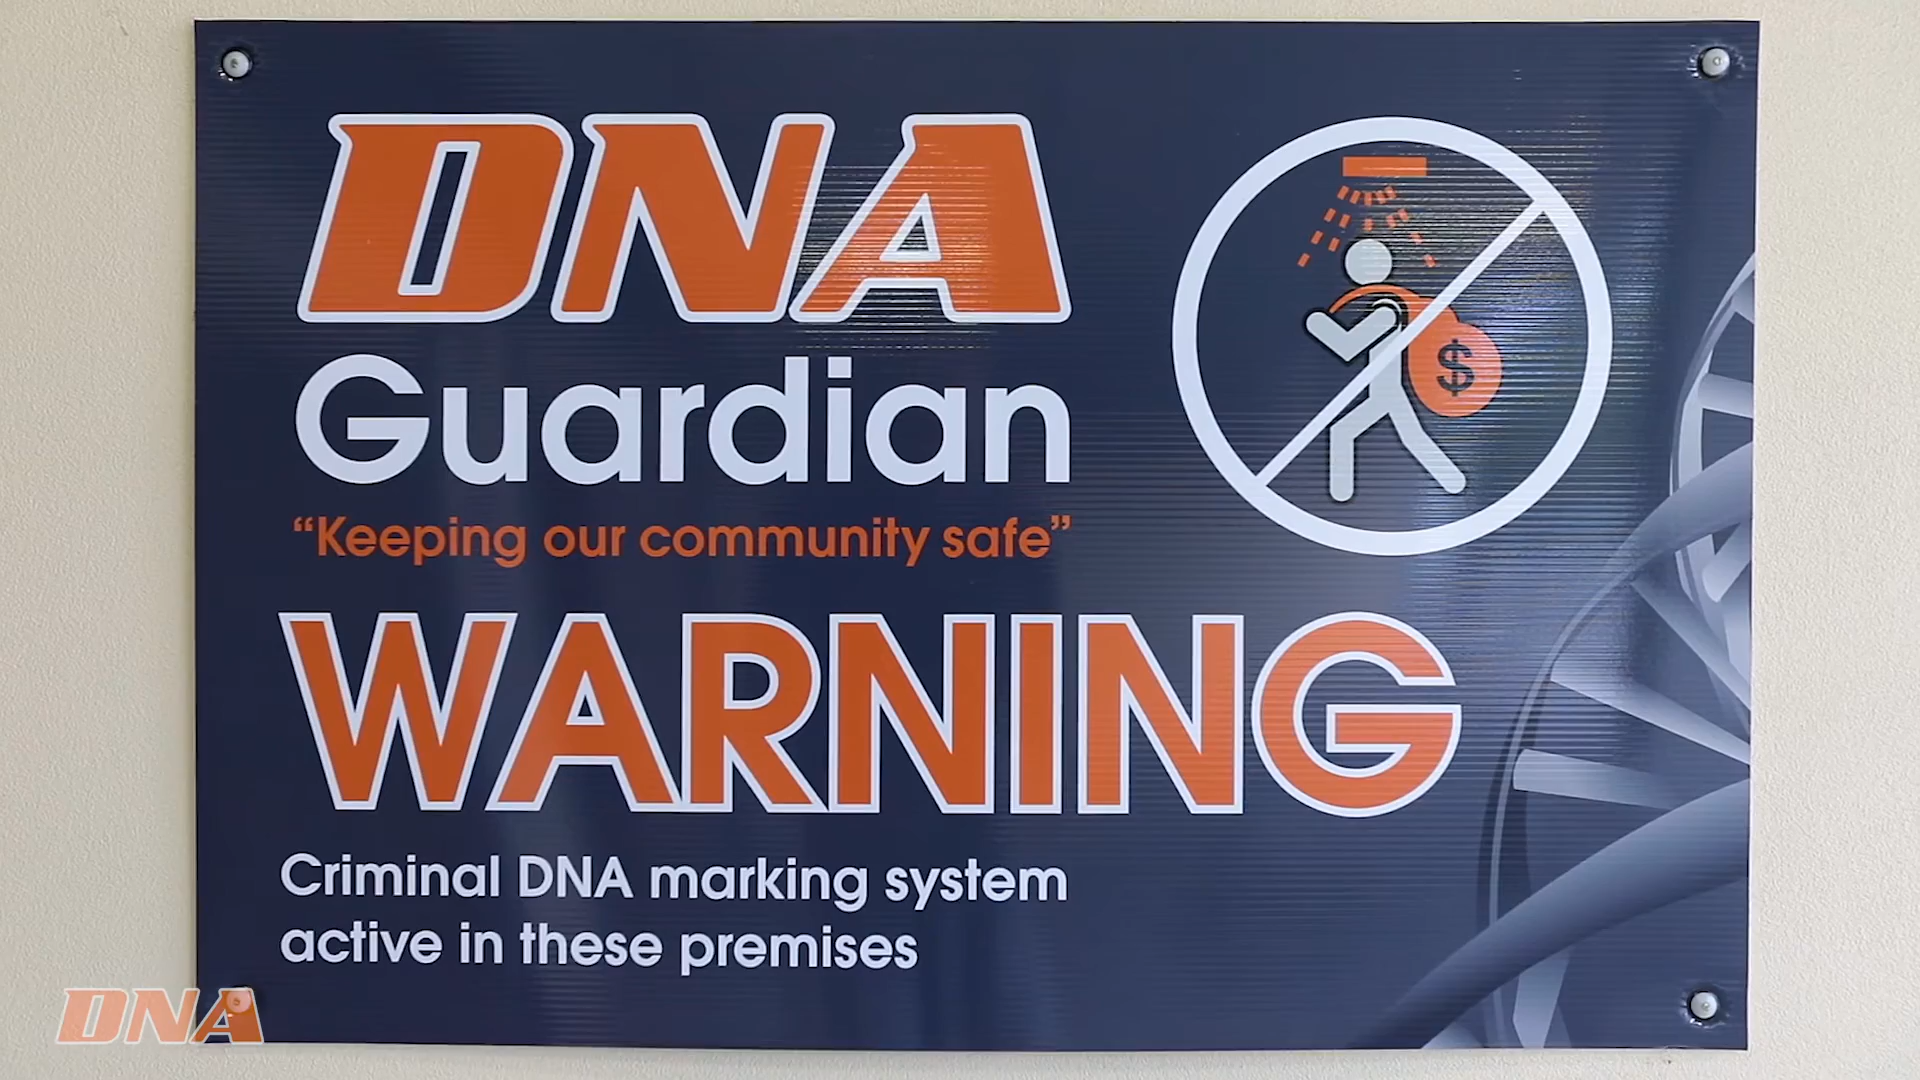 DNA
Guardian
“Keeping our community safe”
$
WARNING
Criminal DNA marking system
active in these premises
DNA